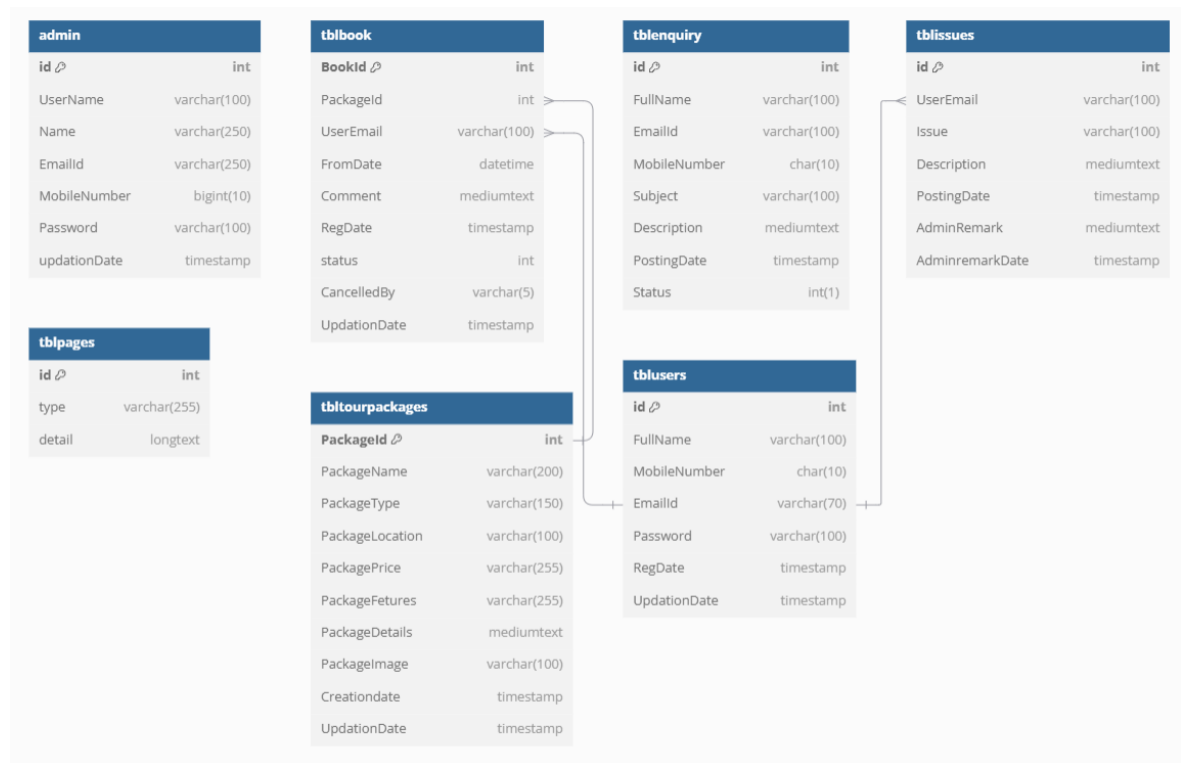 admin
id int
UserName varchar(100)
Name varchar(250)
EmailId varchar(250)
MobileNumber bigint(10)
Password varchar(100)
updationDate timestamp
tblbook
BookId int
PackageId int
UserEmail varchar(100)
FromDate datetime
Comment mediumtext
RegDate timestamp
status int
CancelledBy varchar(5)
UpdationDate timestamp
tblenquiry
id int
FullName varchar(100)
EmailId varchar(100)
MobileNumber char(10)
Subject varchar(100)
Description mediumtext
PostingDate timestamp
Status int(1)
tblissues
id int
UserEmail varchar(100)
Issue varchar(100)
Description mediumtext
PostingDate timestamp
AdminRemark mediumtext
AdminremarkDate timestamp
tblpages
id int
type varchar(255)
detail longtext
tbltourpackages
PackageId int
PackageName varchar(200)
PackageType varchar(150)
PackageLocation varchar(100)
PackagePrice varchar(255)
PackageFetures varchar(255)
PackageDetails mediumtext
PackageImage varchar(100)
Creationdate timestamp
UpdationDate timestamp
tblusers
id int
FullName varchar(100)
MobileNumber char(10)
EmailId varchar(70)
Password varchar(100)
RegDate timestamp
UpdationDate timestamp